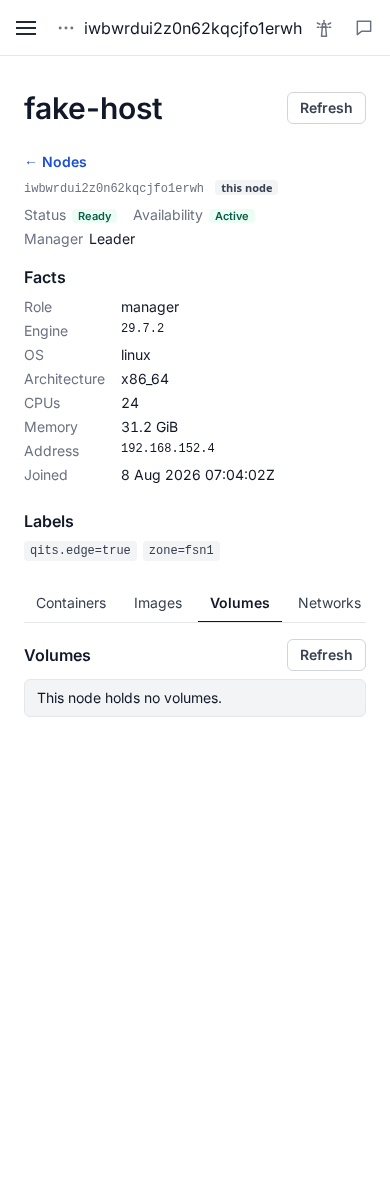 iwbwrdui2z0n62kqcjfo1erwh
fake-host
Refresh
← Nodes
iwbwrdui2z0n62kqcjfo1erwh this node
Status Ready Availability Active
Manager Leader
Facts
Role manager
Engine 29.7.2
OS linux
Architecture x86_64
CPUs 24
Memory 31.2 GiB
Address 192.168.152.4
Joined 8 Aug 2026 07:04:02Z
Labels
qits.edge=true zone=fsn1
Containers Images Volumes Networks
Volumes
Refresh
This node holds no volumes.